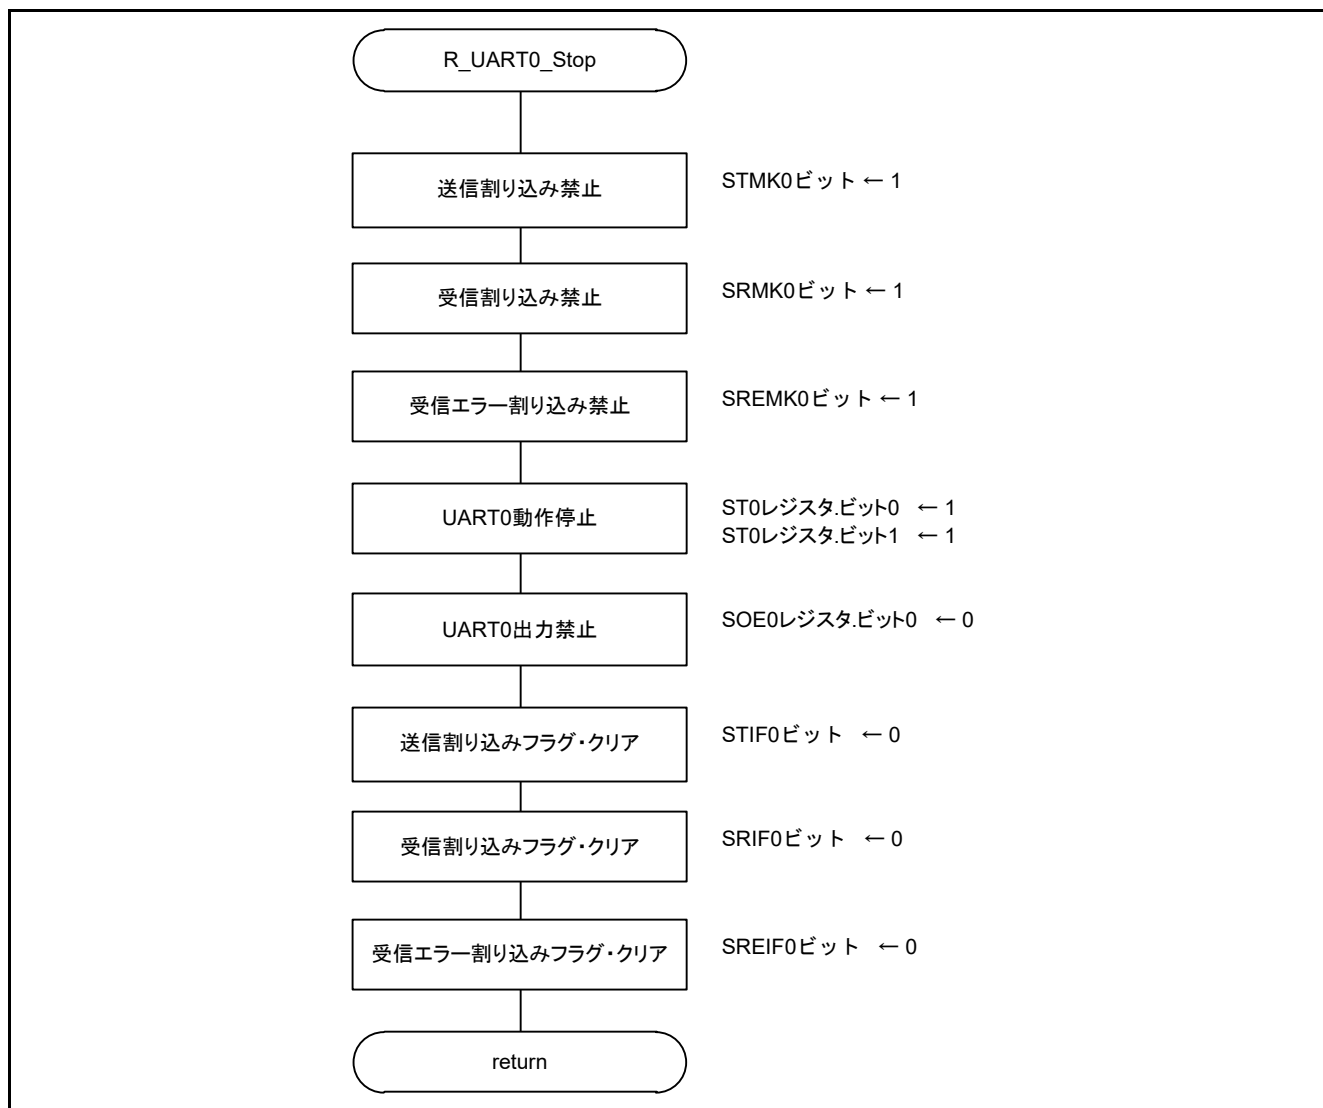 R_UART0_Stop
送信割り込み禁止
STMK0ビット ← 1
受信割り込み禁止
SRMK0ビット ← 1
受信エラー割り込み禁止
SREMK0ビット ← 1
UART0動作停止
ST0レジスタ.ビット0 ← 1
ST0レジスタ.ビット1 ← 1
UART0出力禁止
SOE0レジスタ.ビット0 ← 0
送信割り込みフラグ・クリア
STIF0ビット ← 0
受信割り込みフラグ・クリア
SRIF0ビット ← 0
受信エラー割り込みフラグ・クリア
SREIF0ビット ← 0
return